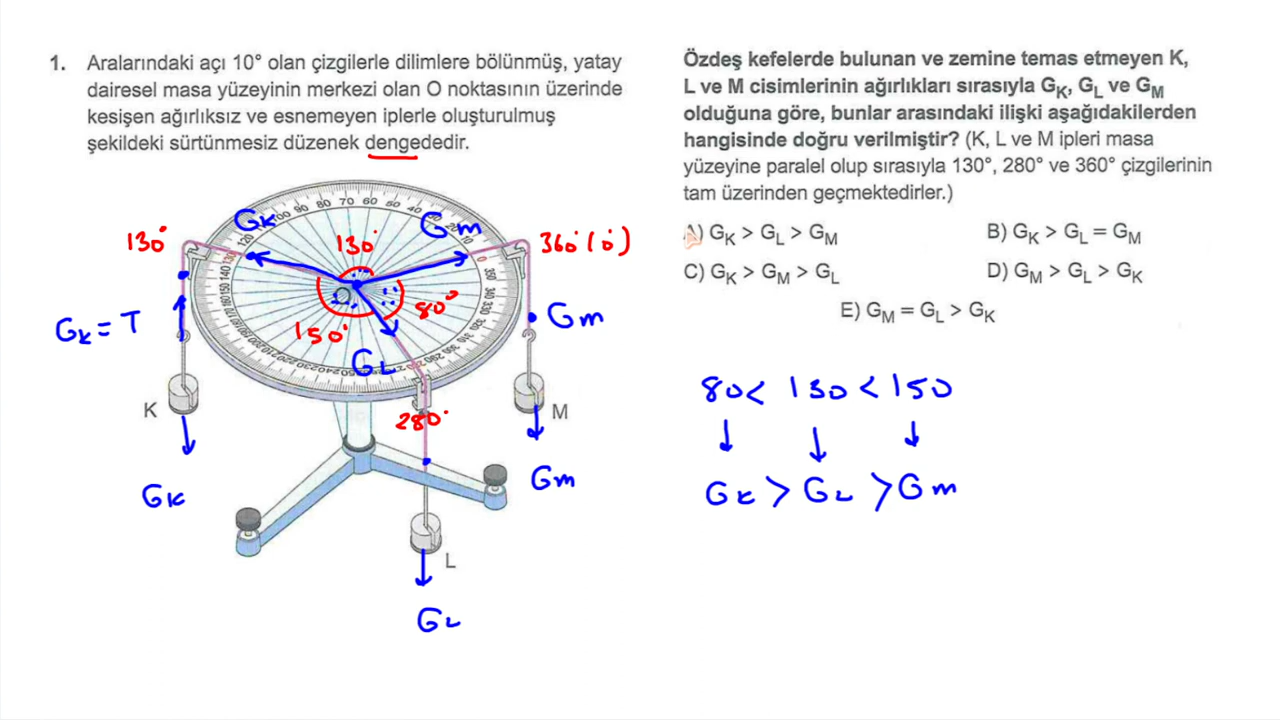 1. Aralarındaki açı 10° olan çizgilerle dilimlere bölünmüş, yatay
dairesel masa yüzeyinin merkezi olan O noktasının üzerinde
kesişen ağırlıksız ve esnemeyen iplerle oluşturulmuş
şekildeki sürtünmesiz düzenek dengededir.
GK
Gm
130°
130°
360° (0°)
80°
150°
GK = T
Gm
GL
K
M
280°
GK
Gm
L
GL
Özdeş kefelerde bulunan ve zemine temas etmeyen K,
L ve M cisimlerinin ağırlıkları sırasıyla GK, GL ve GM
olduğuna göre, bunlar arasındaki ilişki aşağıdakilerden
hangisinde doğru verilmiştir? (K, L ve M ipleri masa
yüzeyine paralel olup sırasıyla 130°, 280° ve 360° çizgilerinin
tam üzerinden geçmektedirler.)
A) GK > GL > GM B) GK > GL = GM
C) GK > GM > GL D) GM > GL > GK
E) GM = GL > GK
80 < 130 < 150
GK > GL > Gm